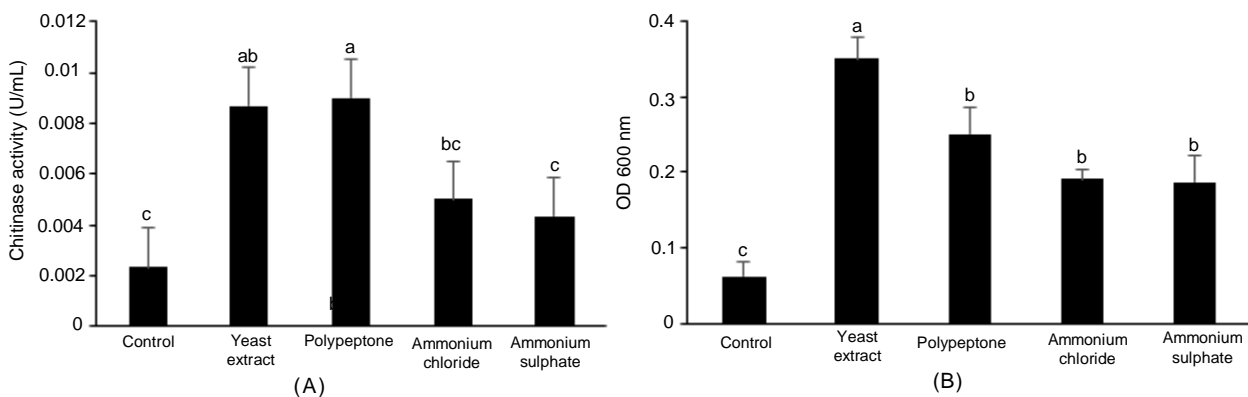 0.012
0.01
0.008
0.006
0.004
0.002
0
Chitinase activity (U/mL)
c
ab
a
bc
c
Control
Yeast
extract
Polypeptone
Ammonium
chloride
Ammonium
sulphate
(A)
0.4
0.3
0.2
0.1
0
OD 600 nm
c
a
b
b
b
Control
Yeast
extract
Polypeptone
Ammonium
chloride
Ammonium
sulphate
(B)